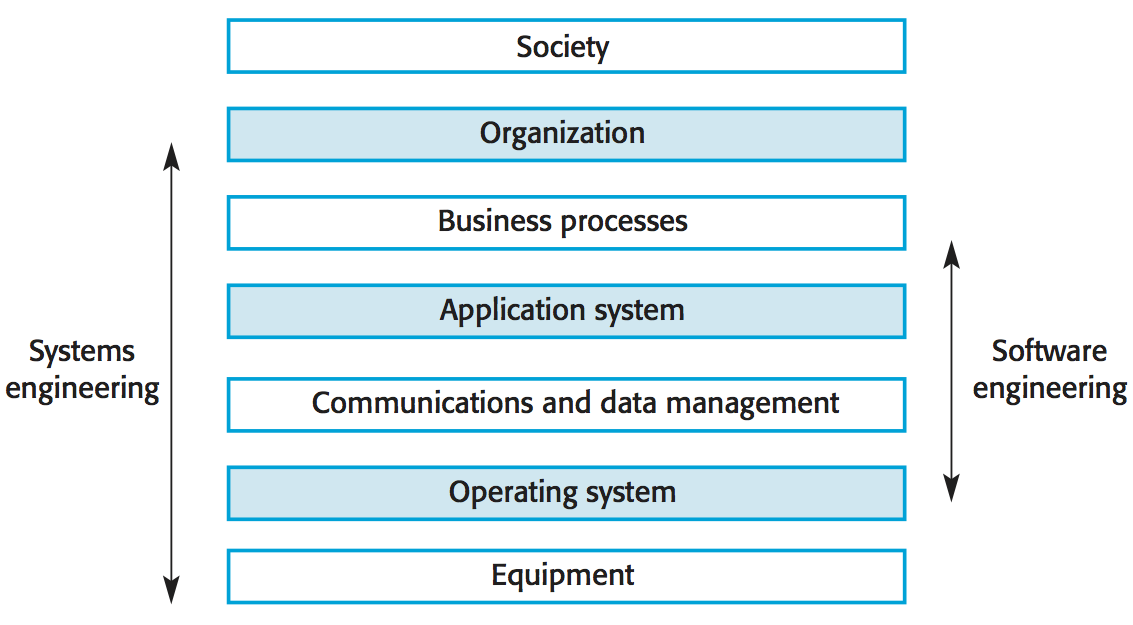 Society
Organization
Business processes
Application system
Systems
engineering
Software
engineering
Communications and data management
Operating system
Equipment